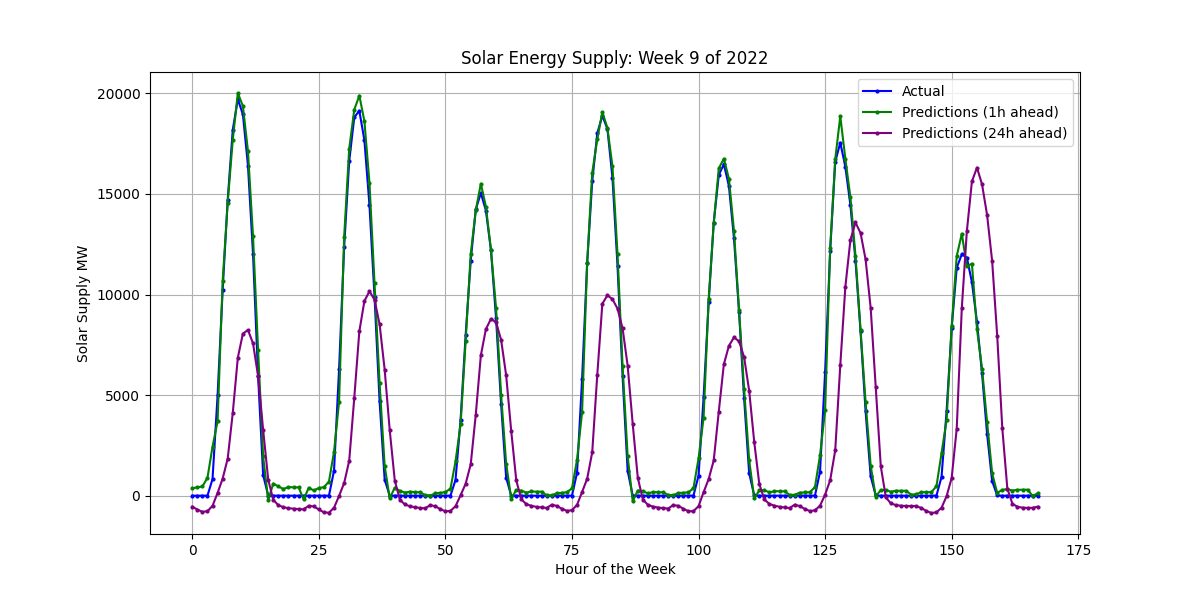 Solar Energy Supply: Week 9 of 2022
Actual
Predictions (1h ahead)
Predictions (24h ahead)
20000
15000
10000
5000
0
Solar Supply MW
0 25 50 75 100 125 150 175
Hour of the Week